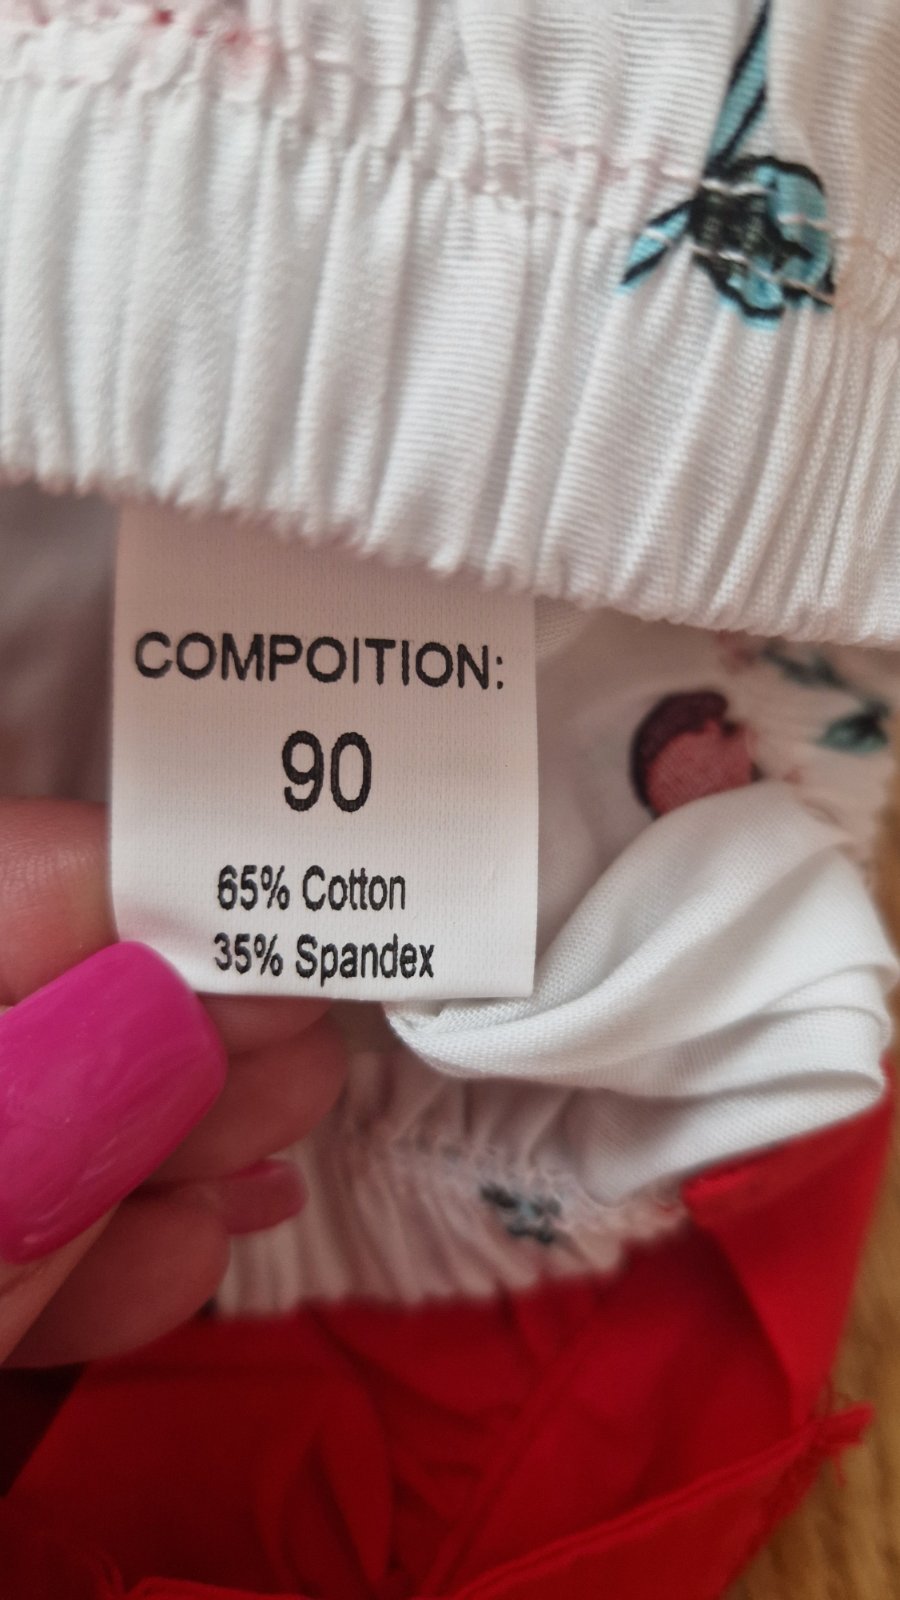 COMPOITION:
90
65% Cotton
35% Spandex